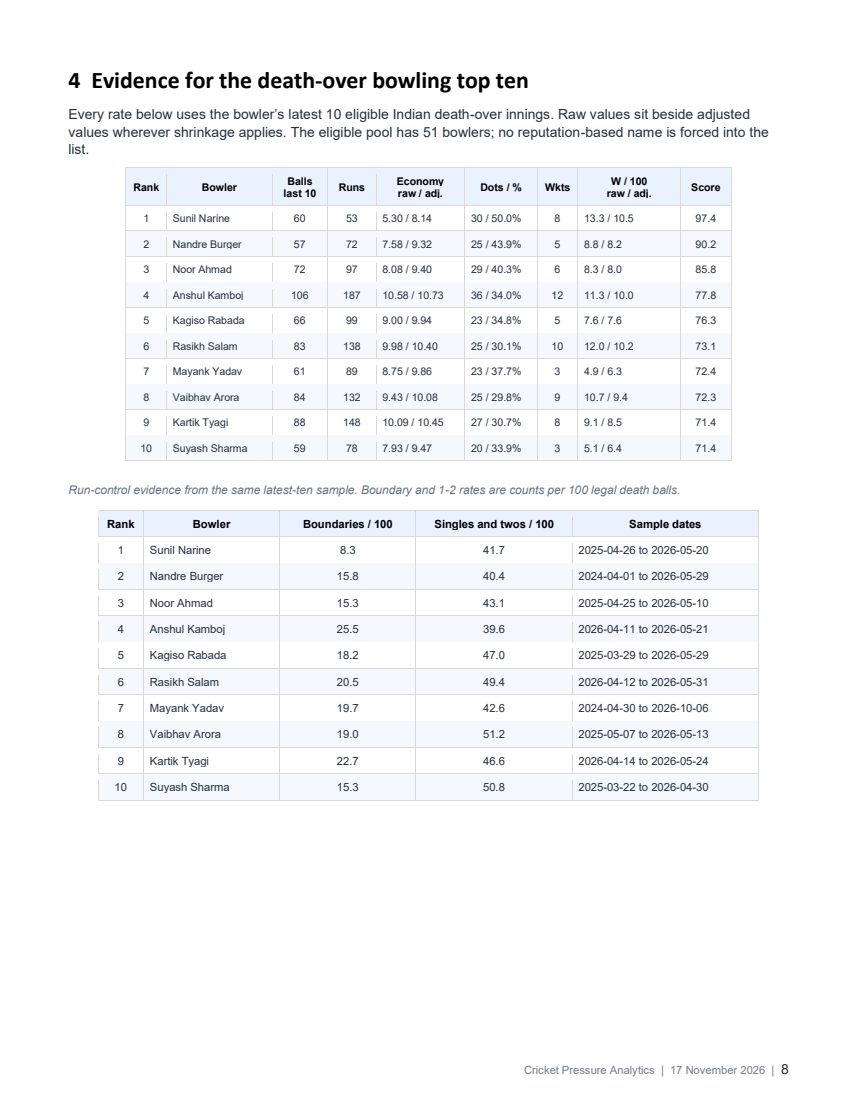 4 Evidence for the death-over bowling top ten
Every rate below uses the bowler's latest 10 eligible Indian death-over innings. Raw values sit beside adjusted
values wherever shrinkage applies. The eligible pool has 51 bowlers; no reputation-based name is forced into the
list.
Rank Bowler Balls last 10 Runs Economy raw / adj. Dots / % Wkts W / 100 raw / adj. Score
1 Sunil Narine 60 53 5.30 / 8.14 30 / 50.0% 8 13.3 / 10.5 97.4
2 Nandre Burger 57 72 7.58 / 9.32 25 / 43.9% 5 8.8 / 8.2 90.2
3 Noor Ahmad 72 97 8.08 / 9.40 29 / 40.3% 6 8.3 / 8.0 85.8
4 Anshul Kamboj 106 187 10.58 / 10.73 36 / 34.0% 12 11.3 / 10.0 77.8
5 Kagiso Rabada 66 99 9.00 / 9.94 23 / 34.8% 5 7.6 / 7.6 76.3
6 Rasikh Salam 83 138 9.98 / 10.40 25 / 30.1% 10 12.0 / 10.2 73.1
7 Mayank Yadav 61 89 8.75 / 9.86 23 / 37.7% 3 4.9 / 6.3 72.4
8 Vaibhav Arora 84 132 9.43 / 10.08 25 / 29.8% 9 10.7 / 9.4 72.3
9 Kartik Tyagi 88 148 10.09 / 10.45 27 / 30.7% 8 9.1 / 8.5 71.4
10 Suyash Sharma 59 78 7.93 / 9.47 20 / 33.9% 3 5.1 / 6.4 71.4
Run-control evidence from the same latest-ten sample. Boundary and 1-2 rates are counts per 100 legal death balls.
Rank Bowler Boundaries / 100 Singles and twos / 100 Sample dates
1 Sunil Narine 8.3 41.7 2025-04-26 to 2026-05-20
2 Nandre Burger 15.8 40.4 2024-04-01 to 2026-05-29
3 Noor Ahmad 15.3 43.1 2025-04-25 to 2026-05-10
4 Anshul Kamboj 25.5 39.6 2026-04-11 to 2026-05-21
5 Kagiso Rabada 18.2 47.0 2025-03-29 to 2026-05-29
6 Rasikh Salam 20.5 49.4 2026-04-12 to 2026-05-31
7 Mayank Yadav 19.7 42.6 2024-04-30 to 2026-10-06
8 Vaibhav Arora 19.0 51.2 2025-05-07 to 2026-05-13
9 Kartik Tyagi 22.7 46.6 2026-04-14 to 2026-05-24
10 Suyash Sharma 15.3 50.8 2025-03-22 to 2026-04-30
Cricket Pressure Analytics | 17 November 2026 | 8